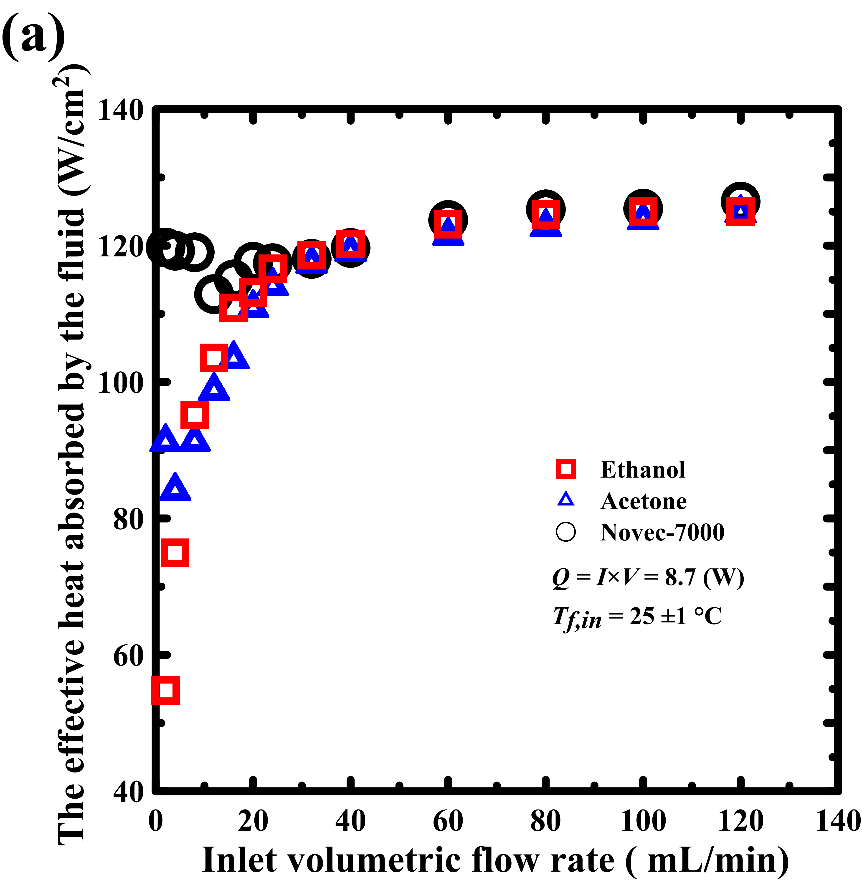 (a)
The effective heat absorbed by the fluid (W/cm²)
140
120
100
80
60
40
Ethanol
Acetone
Novec-7000
Q = I×V = 8.7 (W)
Tf,in = 25 ±1 °C
0 20 40 60 80 100 120 140
Inlet volumetric flow rate ( mL/min)